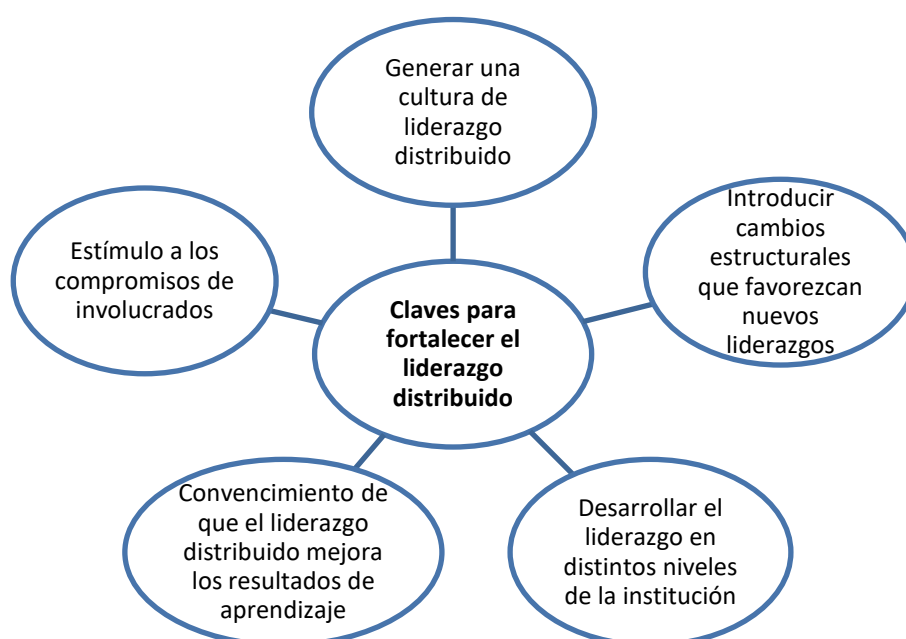 Generar una
cultura de
liderazgo
distribuido
Introducir
cambios
estructurales
que favorezcan
nuevos
liderazgos
Estímulo a los
compromisos de
involucrados
Claves para
fortalecer el
liderazgo
distribuido
Convencimiento de
que el liderazgo
distribuido mejora
los resultados de
aprendizaje
Desarrollar el
liderazgo en
distintos niveles
de la institución